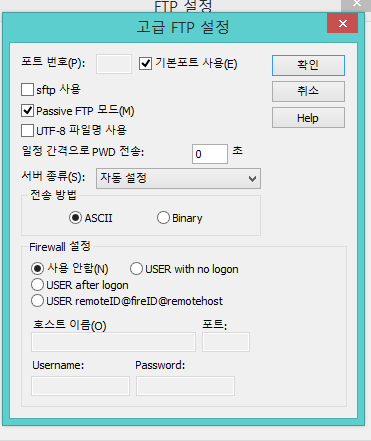 FTP 설정
고급 FTP 설정
포트 번호(P): 기본포트 사용(E) 확인
sftp 사용 취소
Passive FTP 모드(M) Help
UTF-8 파일명 사용
일정 간격으로 PWD 전송: 0 초
서버 종류(S): 자동 설정
전송 방법
ASCII Binary
Firewall 설정
사용 안함(N) USER with no logon
USER after logon
USER remoteID@fireID@remotehost
호스트 이름(O) 포트:
Username: Password: